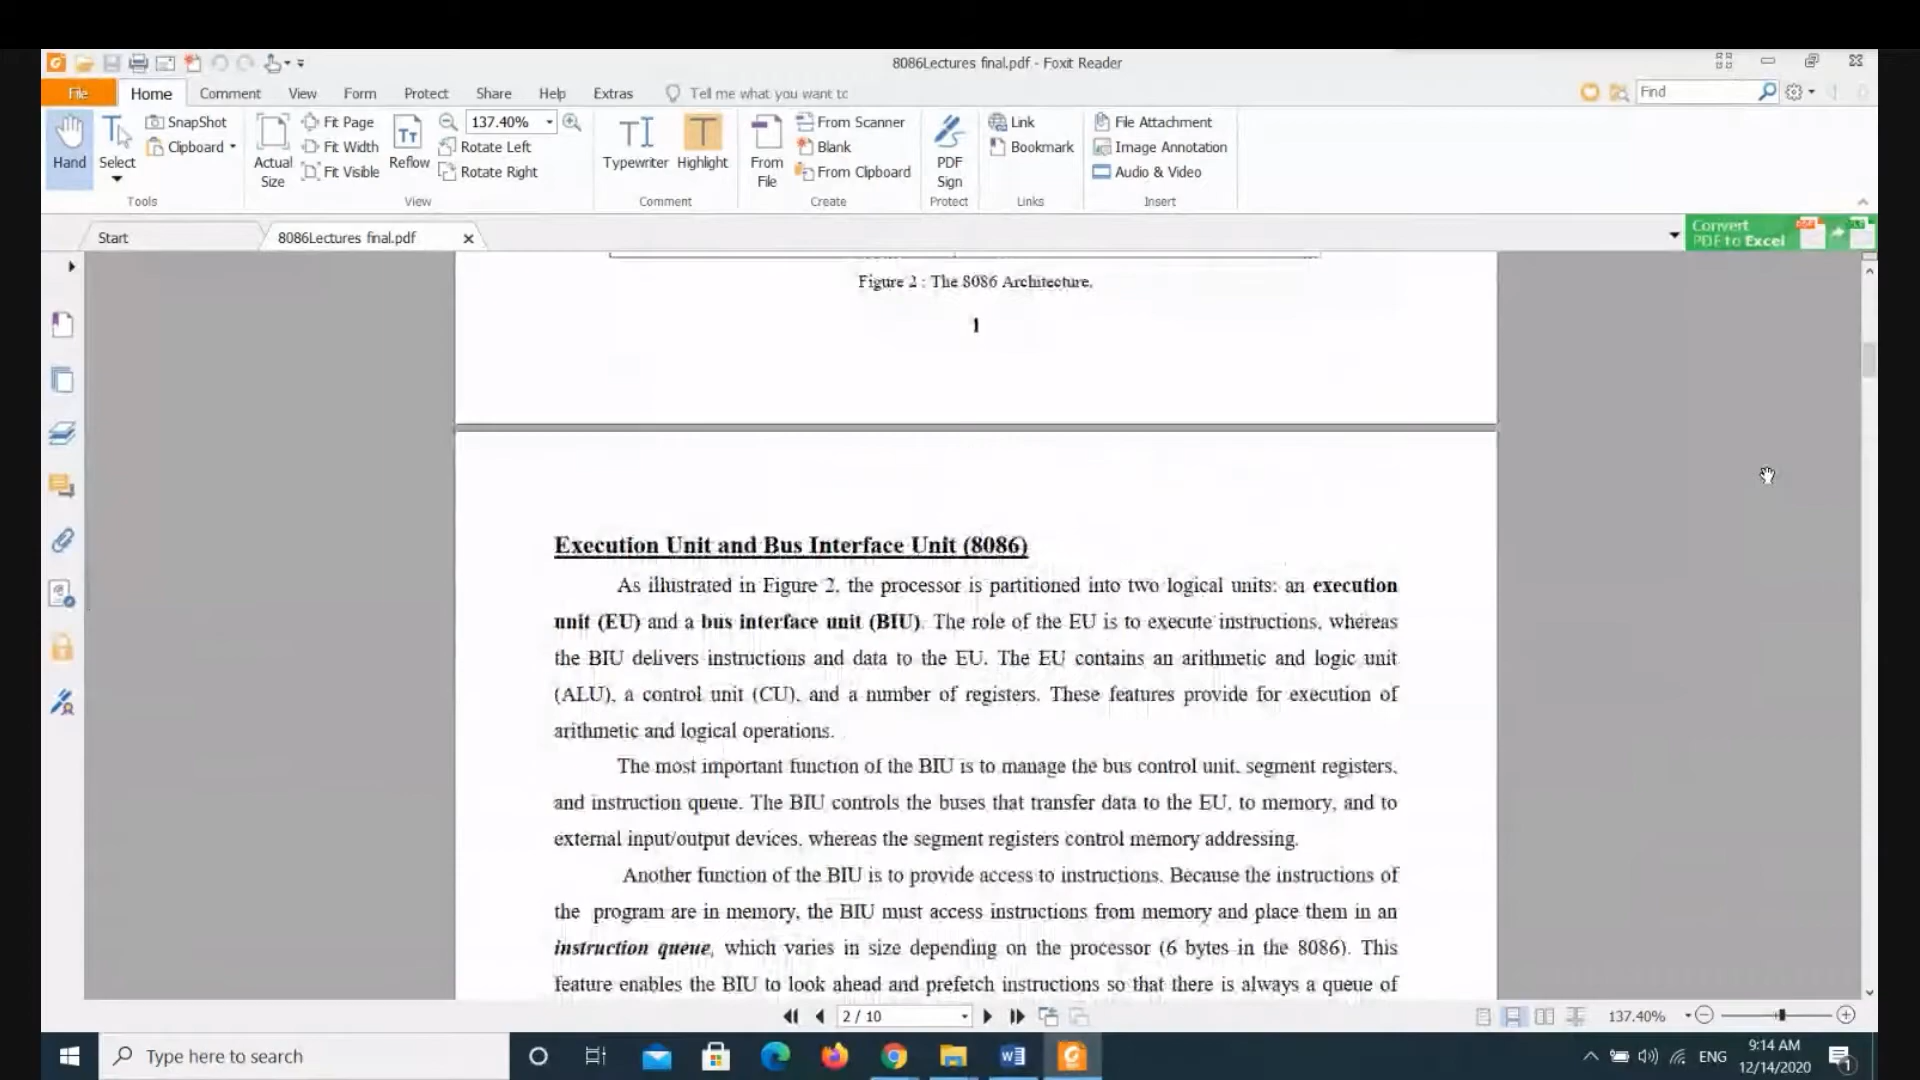 8086Lectures final.pdf - Foxit Reader
File Home Comment View Form Protect Share Help Extras Tell me what you want tc Find
Hand Select SnapShot Clipboard Actual Size Fit Page Fit Width Fit Visible Reflow 137.40% Rotate Left Rotate Right Typewriter Highlight From File From Scanner Blank From Clipboard PDF Sign Link Bookmark File Attachment Image Annotation Audio & Video
Tools View Comment Create Protect Links Insert
Start 8086Lectures final.pdf Convert
PDF to Excel
Figure 2 : The 8086 Architecture.
1
Execution Unit and Bus Interface Unit (8086)
As illustrated in Figure 2, the processor is partitioned into two logical units: an execution
unit (EU) and a bus interface unit (BIU). The role of the EU is to execute instructions, whereas
the BIU delivers instructions and data to the EU. The EU contains an arithmetic and logic unit
(ALU), a control unit (CU), and a number of registers. These features provide for execution of
arithmetic and logical operations.
The most important function of the BIU is to manage the bus control unit, segment registers,
and instruction queue. The BIU controls the buses that transfer data to the EU, to memory, and to
external input/output devices, whereas the segment registers control memory addressing.
Another function of the BIU is to provide access to instructions. Because the instructions of
the program are in memory, the BIU must access instructions from memory and place them in an
instruction queue, which varies in size depending on the processor (6 bytes in the 8086). This
feature enables the BIU to look ahead and prefetch instructions so that there is always a queue of
2 / 10 137.40%
Type here to search ENG 9:14 AM
12/14/2020 1